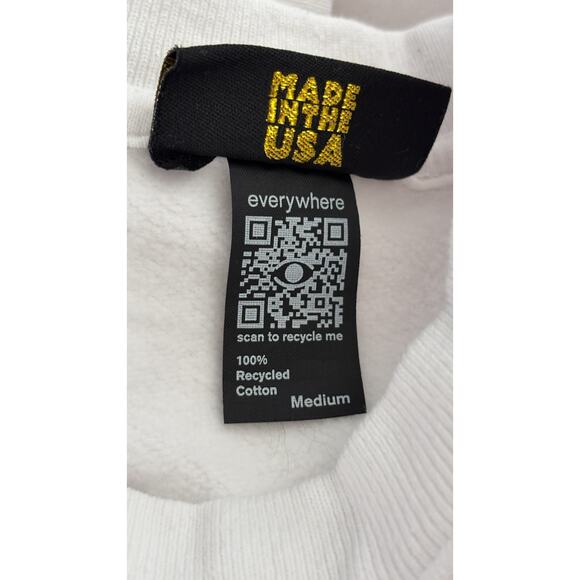 MADE
IN THE
USA
everywhere
scan to recycle me
100%
Recycled
Cotton
Medium